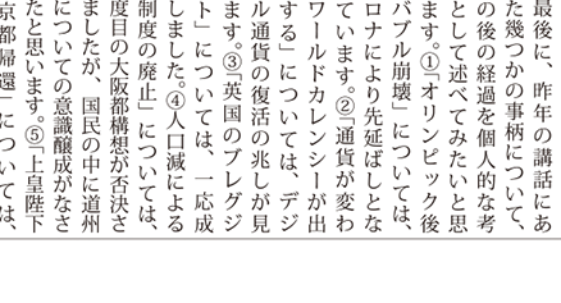 最後に、昨年の講話にあ
た幾つかの事柄について、
の後の経過を個人的な考
として述べてみたいと思
ます。①「オリンピック後
バブル崩壊」については、
ロナにより先延ばしとな
ています。②「通貨が変わ
ワールドカレンシーが出
する」については、デジ
ル通貨の復活の兆しが見
ます。③「英国のブレグジ
ト」については、一応成
しました。④人口減による
制度の廃止」については、
度目の大阪都構想が否決さ
ましたが、国民の中に道州
についての意識醸成がなさ
たと思います。⑤「上皇陛下
京都帰還」については、